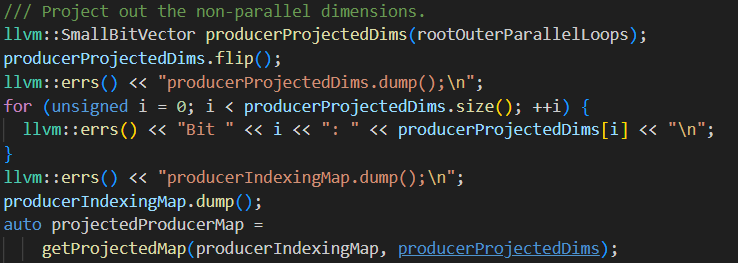 /// Project out the non-parallel dimensions.
llvm::SmallBitVector producerProjectedDims(rootOuterParallelLoops);
producerProjectedDims.flip();
llvm::errs() << "producerProjectedDims.dump();\n";
for (unsigned i = 0; i < producerProjectedDims.size(); ++i) {
  llvm::errs() << "Bit " << i << ": " << producerProjectedDims[i] << "\n";
}
llvm::errs() << "producerIndexingMap.dump();\n";
producerIndexingMap.dump();
auto projectedProducerMap =
    getProjectedMap(producerIndexingMap, producerProjectedDims);